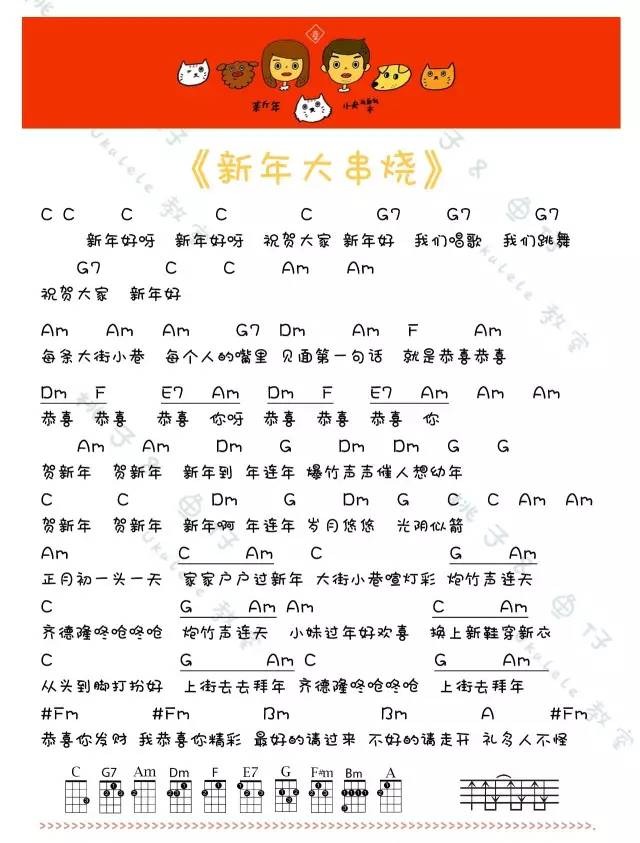 新年
《新年大串烧》
C C C C C G7 G7 G7
新年好呀 新年好呀 祝贺大家 新年好 我们唱歌 我们跳舞
G7 C C Am Am
祝贺大家 新年好
Am Am Am G7 Dm Am F Am
每条大街小巷 每个人的嘴里 见面第一句话 就是恭喜恭喜
Dm F E7 Am Dm F E7 Am Am Am
恭喜 恭喜 恭喜 你呀 恭喜 恭喜 恭喜 你
Am Am Dm G Dm Dm G G
贺新年 贺新年 新年到 年连年 爆竹声声催人想幼年
C C Dm G Dm G C C Am Am
贺新年 贺新年 新年啊 年连年 岁月悠悠 光阴似箭
Am C Am C G Am
正月初一头一天 家家户户过新年 大街小巷喧灯彩 炮竹声连天
C G Am Am C Am
齐德隆咚呛咚呛 炮竹声连天 小妹过年好欢喜 换上新鞋穿新衣
C G Am C G Am
从头到脚打扮好 上街去去拜年 齐德隆咚呛咚呛 上街去去拜年
#Fm #Fm Bm Bm A #Fm
恭喜你发财 我恭喜你精彩 最好的请过来 不好的请走开 礼多人不怪
C G7 Am Dm F E7 G F#m Bm A
桃子&鱼仔
Ukulele 教室